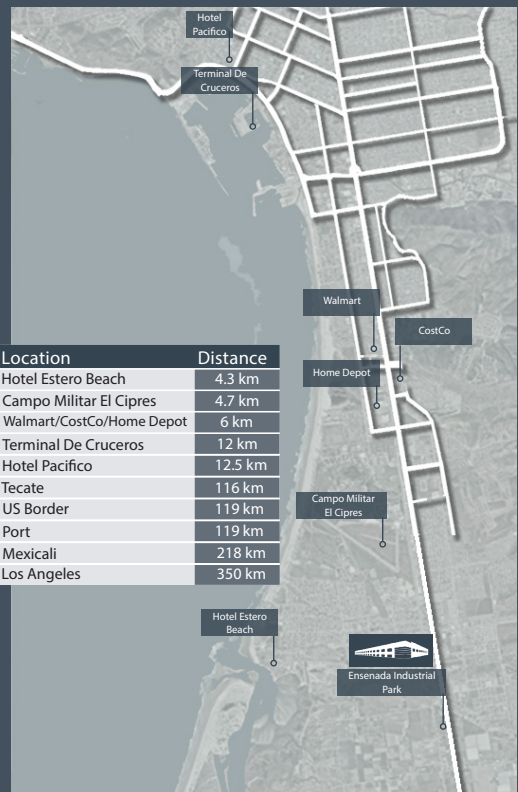 Hotel
Pacifico
Terminal De
Cruceros
Walmart
CostCo
Home Depot
Location Distance
Hotel Estero Beach 4.3 km
Campo Militar El Cipres 4.7 km
Walmart/CostCo/Home Depot 6 km
Terminal De Cruceros 12 km
Hotel Pacifico 12.5 km
Tecate 116 km
US Border 119 km
Port 119 km
Mexicali 218 km
Los Angeles 350 km
Campo Militar
El Cipres
Hotel Estero
Beach
Ensenada Industrial
Park